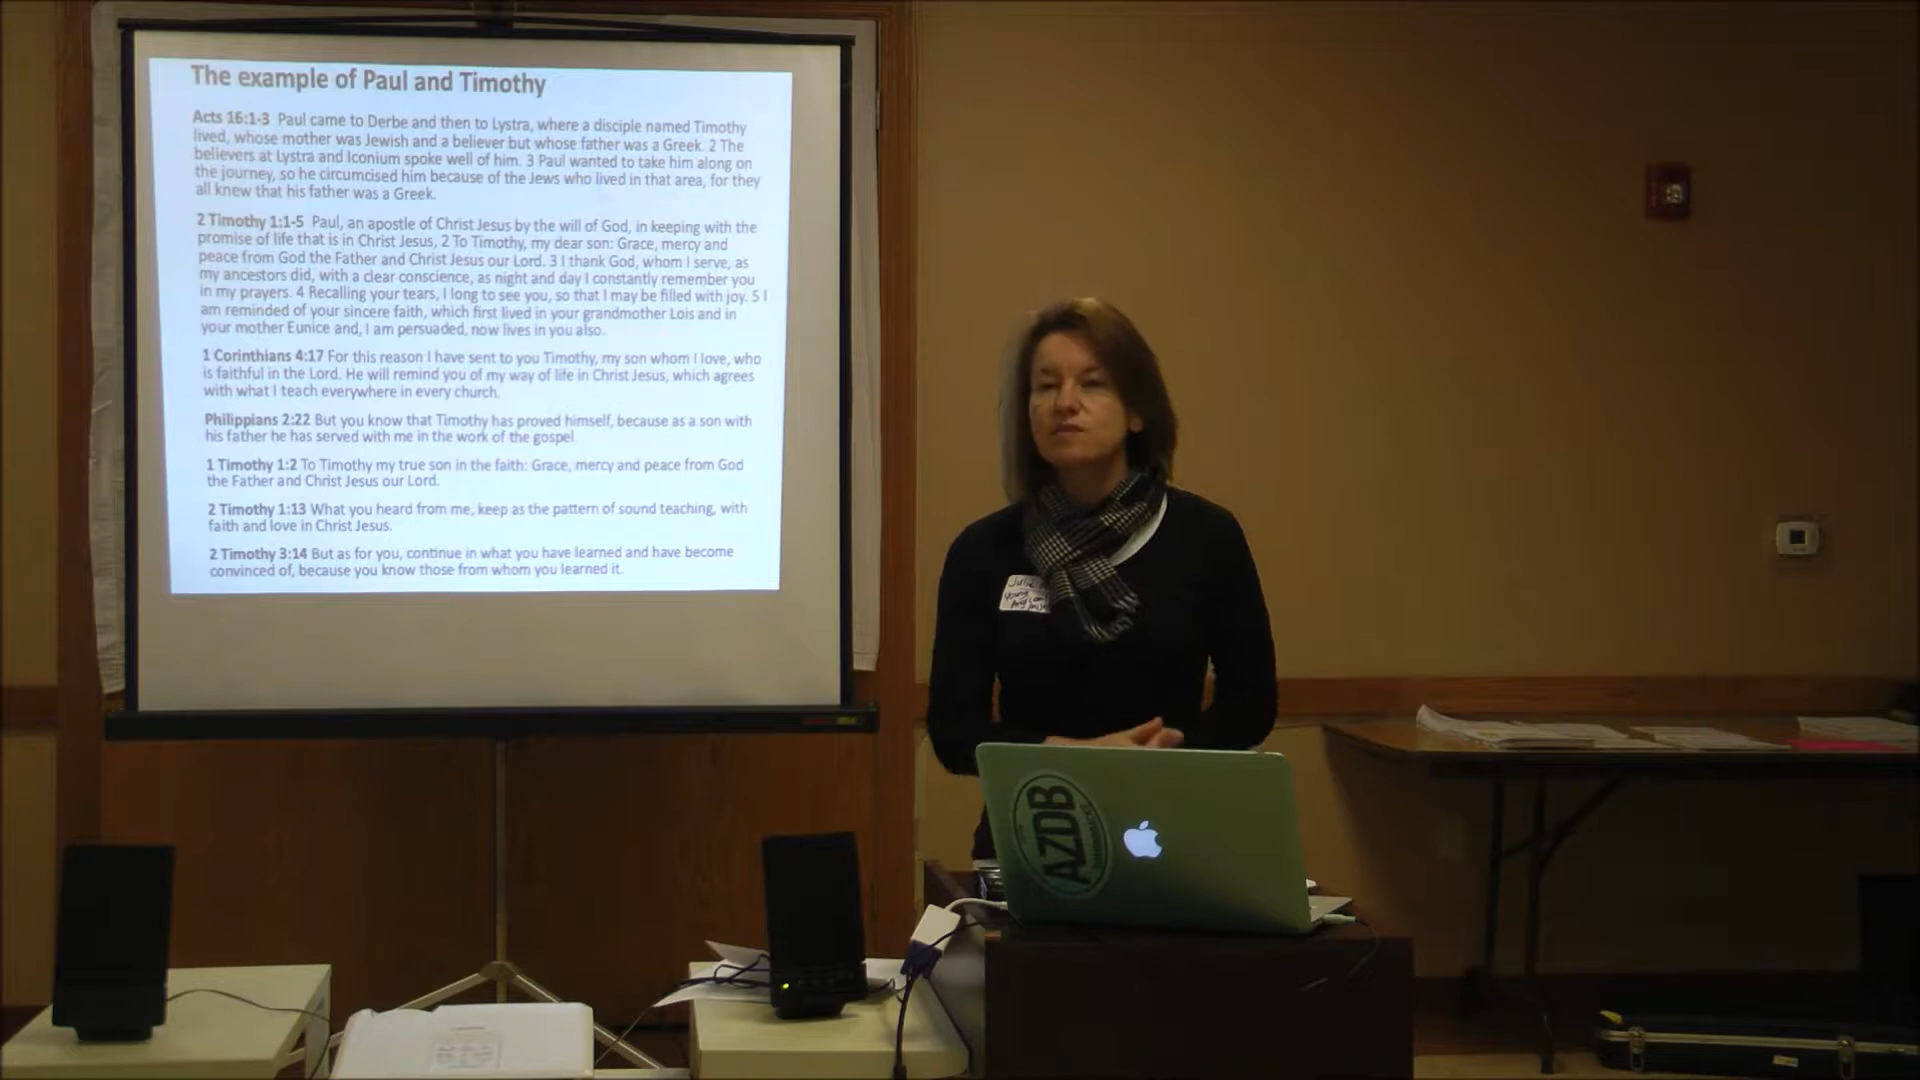 The example of Paul and Timothy
Acts 16:1-3 Paul came to Derbe and then to Lystra, where a disciple named Timothy
lived, whose mother was Jewish and a believer but whose father was a Greek. 2 The
believers at Lystra and Iconium spoke well of him. 3 Paul wanted to take him along on
the journey, so he circumcised him because of the Jews who lived in that area, for they
all knew that his father was a Greek.
2 Timothy 1:1-5 Paul, an apostle of Christ Jesus by the will of God, in keeping with the
promise of life that is in Christ Jesus, 2 To Timothy, my dear son: Grace, mercy and
peace from God the Father and Christ Jesus our Lord. 3 I thank God, whom I serve, as
my ancestors did, with a clear conscience, as night and day I constantly remember you
in my prayers. 4 Recalling your tears, I long to see you, so that I may be filled with joy. 5 I
am reminded of your sincere faith, which first lived in your grandmother Lois and in
your mother Eunice and, I am persuaded, now lives in you also.
1 Corinthians 4:17 For this reason I have sent to you Timothy, my son whom I love, who
is faithful in the Lord. He will remind you of my way of life in Christ Jesus, which agrees
with what I teach everywhere in every church.
Philippians 2:22 But you know that Timothy has proved himself, because as a son with
his father he has served with me in the work of the gospel
1 Timothy 1:2 To Timothy my true son in the faith: Grace, mercy and peace from God
the Father and Christ Jesus our Lord.
2 Timothy 1:13 What you heard from me, keep as the pattern of sound teaching, with
faith and love in Christ Jesus.
2 Timothy 3:14 But as for you, continue in what you have learned and have become
convinced of, because you know those from whom you learned it.
Julie
Young
AZDB